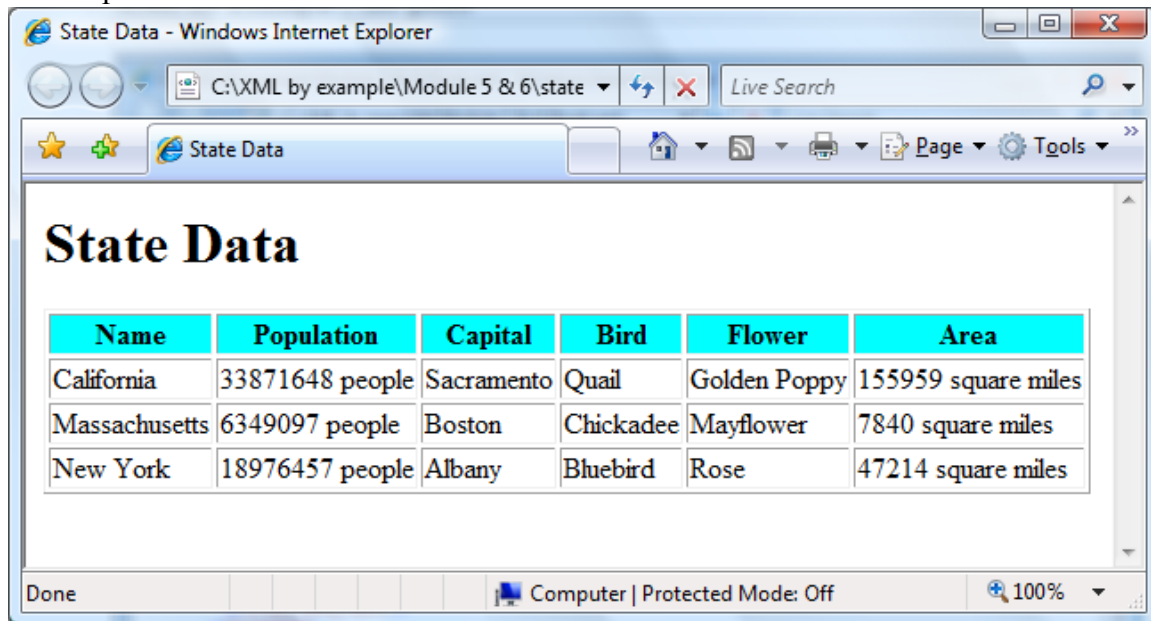 State Data - Windows Internet Explorer
C:\XML by example\Module 5 & 6\state
Live Search
State Data
Page
Tools
State Data
Name Population Capital Bird Flower Area
California 33871648 people Sacramento Quail Golden Poppy 155959 square miles
Massachusetts 6349097 people Boston Chickadee Mayflower 7840 square miles
New York 18976457 people Albany Bluebird Rose 47214 square miles
Done
Computer | Protected Mode: Off
100%